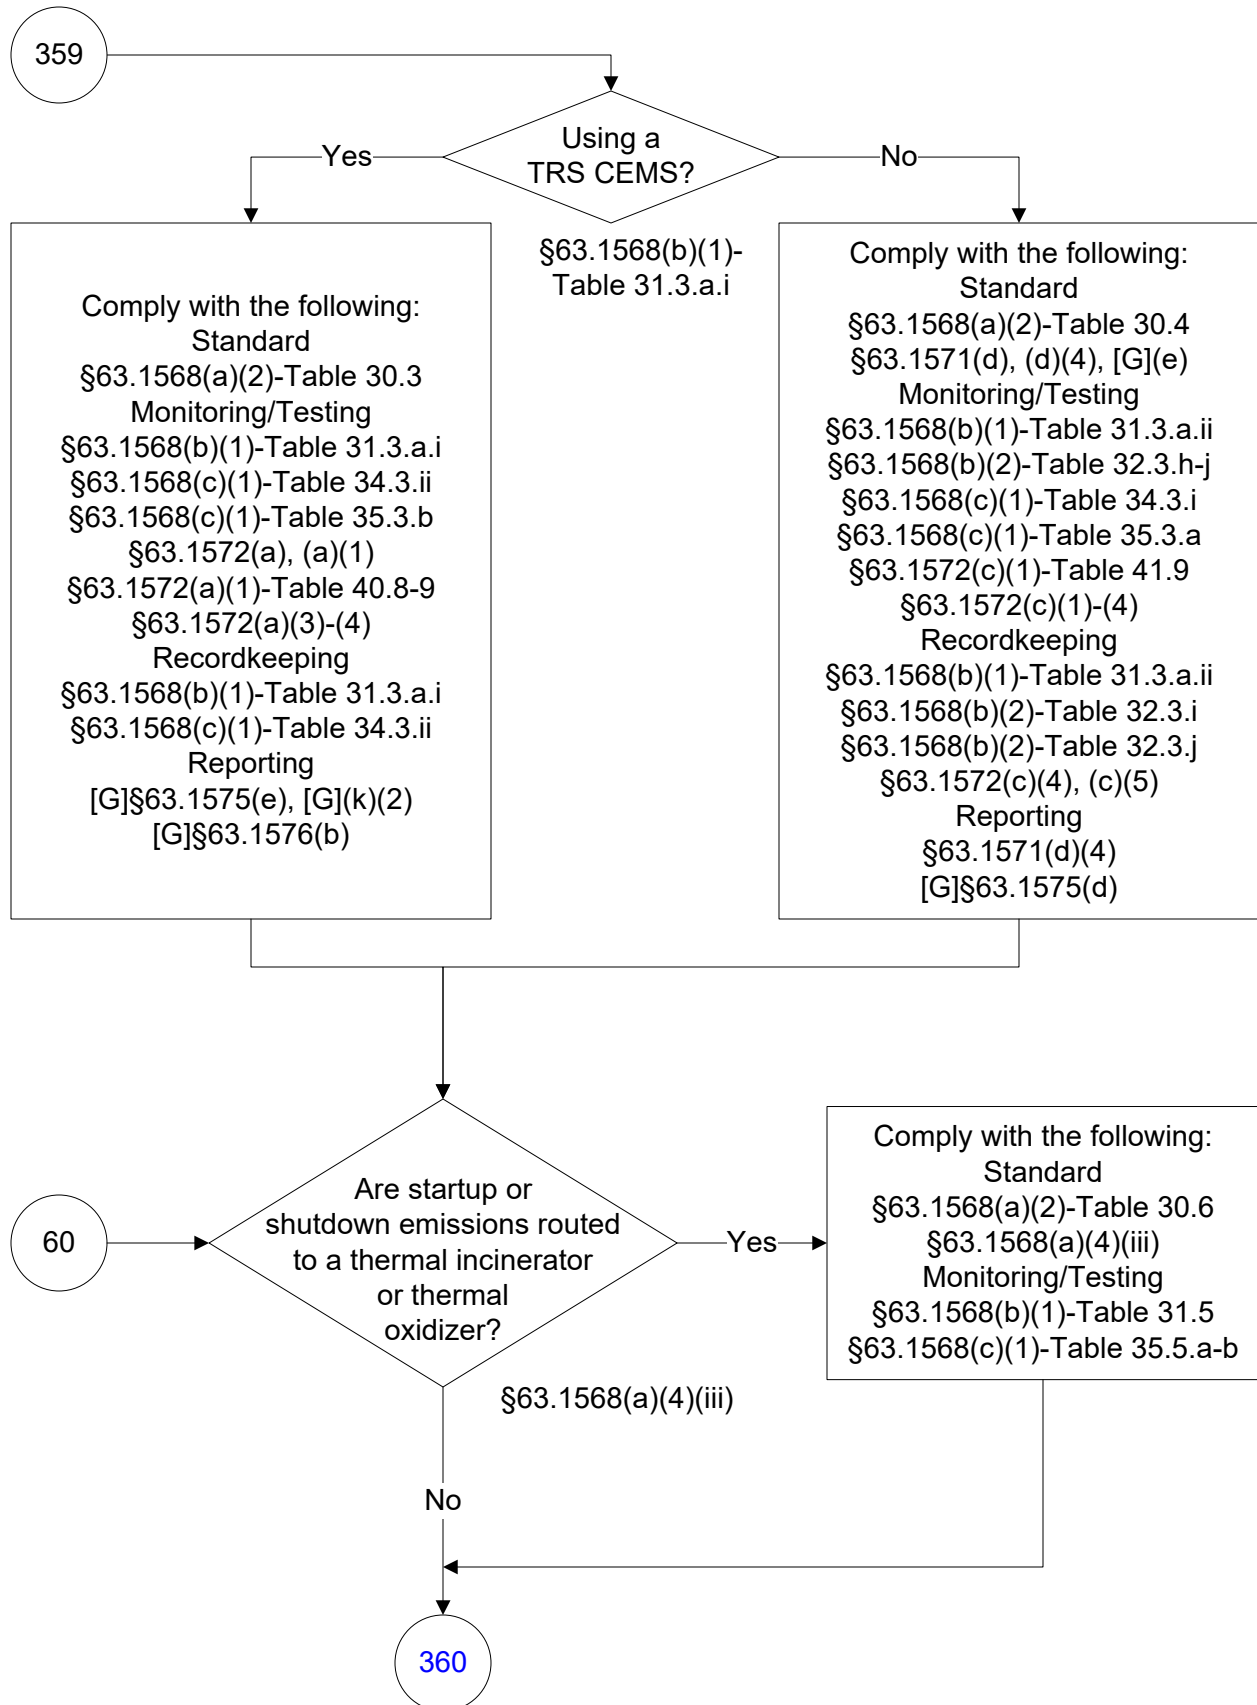 359
Using a
TRS CEMS?
Yes
No
§63.1568(b)(1)-
Table 31.3.a.i
Comply with the following:
Standard
§63.1568(a)(2)-Table 30.3
Monitoring/Testing
§63.1568(b)(1)-Table 31.3.a.i
§63.1568(c)(1)-Table 34.3.ii
§63.1568(c)(1)-Table 35.3.b
§63.1572(a), (a)(1)
§63.1572(a)(1)-Table 40.8-9
§63.1572(a)(3)-(4)
Recordkeeping
§63.1568(b)(1)-Table 31.3.a.i
§63.1568(c)(1)-Table 34.3.ii
Reporting
[G]§63.1575(e), [G](k)(2)
[G]§63.1576(b)
Comply with the following:
Standard
§63.1568(a)(2)-Table 30.4
§63.1571(d), (d)(4), [G](e)
Monitoring/Testing
§63.1568(b)(1)-Table 31.3.a.ii
§63.1568(b)(2)-Table 32.3.h-j
§63.1568(c)(1)-Table 34.3.i
§63.1568(c)(1)-Table 35.3.a
§63.1572(c)(1)-Table 41.9
§63.1572(c)(1)-(4)
Recordkeeping
§63.1568(b)(1)-Table 31.3.a.ii
§63.1568(b)(2)-Table 32.3.i
§63.1568(b)(2)-Table 32.3.j
§63.1572(c)(4), (c)(5)
Reporting
§63.1571(d)(4)
[G]§63.1575(d)
60
Are startup or
shutdown emissions routed
to a thermal incinerator
or thermal
oxidizer?
§63.1568(a)(4)(iii)
Yes
Comply with the following:
Standard
§63.1568(a)(2)-Table 30.6
§63.1568(a)(4)(iii)
Monitoring/Testing
§63.1568(b)(1)-Table 31.5
§63.1568(c)(1)-Table 35.5.a-b
No
360